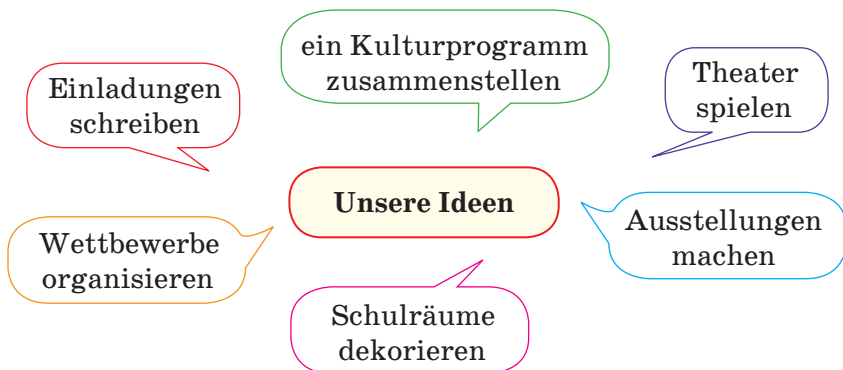 ein Kulturprogramm
zusammenstellen
Einladungen
schreiben
Theater
spielen
Unsere Ideen
Wettbewerbe
organisieren
Ausstellungen
machen
Schulräume
dekorieren